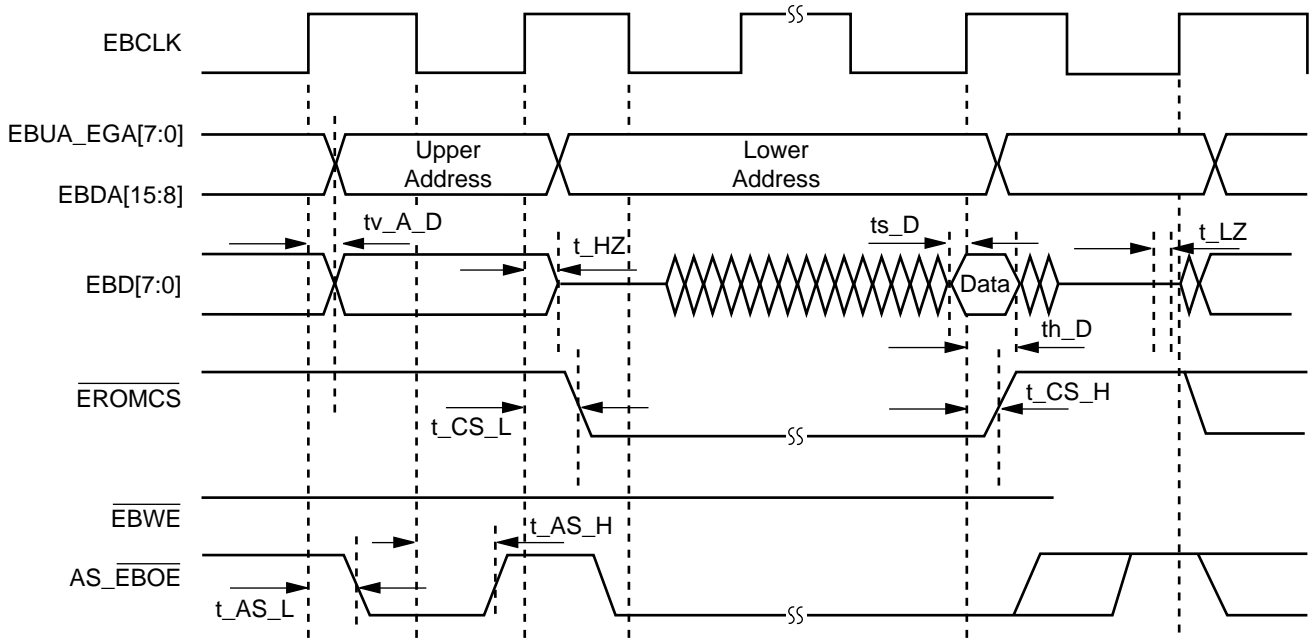 EBCLK
EBUA_EGA[7:0]
Upper
Address
Lower
Address
EBDA[15:8]
tv_A_D
t_HZ
ts_D
t_LZ
EBD[7:0]
Data
th_D
EROMCS
t_CS_L
t_CS_H
EBWE
t_AS_H
AS_EBOE
t_AS_L